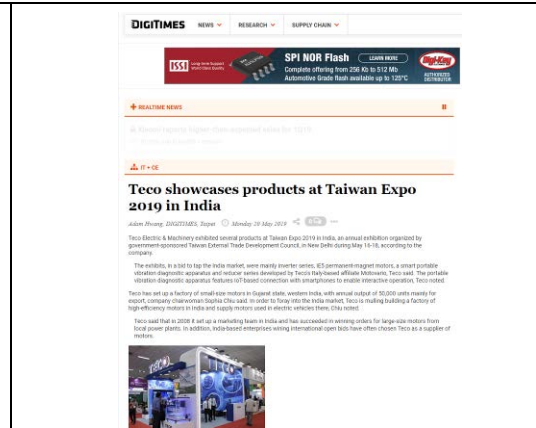 DIGITIMES NEWS RESEARCH SUPPLY CHAIN
ISSI Long-term Support
World Class Quality
SPI NOR Flash LEARN MORE
Complete offering from 256 Kb to 512 Mb
Automotive Grade flash available up to 125°C
Digi-Key
AUTHORIZED
DISTRIBUTOR
REALTIME NEWS
IT + CE
Teco showcases products at Taiwan Expo
2019 in India
Adam Hwang, DIGITIMES, Taipei Monday 20 May 2019
Teco Electric & Machinery exhibited several products at Taiwan Expo 2019 in India, an annual exhibition organized by
government-sponsored Taiwan External Trade Development Council, in New Delhi during May 16-18, according to the
company.
The exhibits, in a bid to tap the India market, were mainly inverter series, IE5 permanent-magnet motors, a smart portable
vibration diagnostic apparatus and reducer series developed by Teco's Italy-based affiliate Motovario, Teco said. The portable
vibration diagnostic apparatus features IoT-based connection with smartphones to enable interactive operation, Teco noted.
Teco has set up a factory of small-size motors in Gujarat state, western India, with annual output of 50,000 units mainly for
export, company chairwoman Sophia Chiu said. In order to foray into the India market, Teco is mulling building a factory of
high-efficiency motors in India and supply motors used in electric vehicles there, Chiu noted.
Teco said that in 2008 it set up a marketing team in India and has succeeded in winning orders for large-size motors from
local power plants. In addition, India-based enterprises wining international open bids have often chosen Teco as a supplier of
motors.
TECO